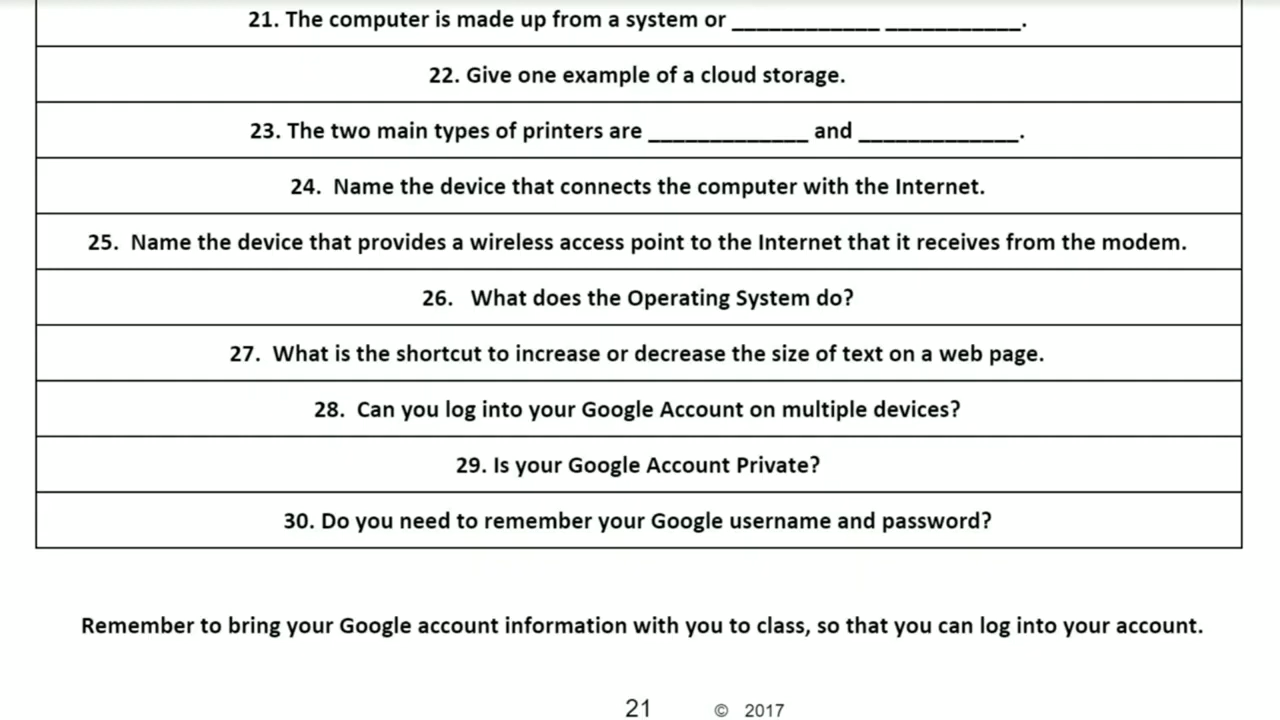 21. The computer is made up from a system or ____________ ___________.
22. Give one example of a cloud storage.
23. The two main types of printers are _____________ and _____________.
24.  Name the device that connects the computer with the Internet.
25.  Name the device that provides a wireless access point to the Internet that it receives from the modem.
26.   What does the Operating System do?
27.  What is the shortcut to increase or decrease the size of text on a web page.
28.  Can you log into your Google Account on multiple devices?
29. Is your Google Account Private?
30. Do you need to remember your Google username and password?
Remember to bring your Google account information with you to class, so that you can log into your account.
21 © 2017